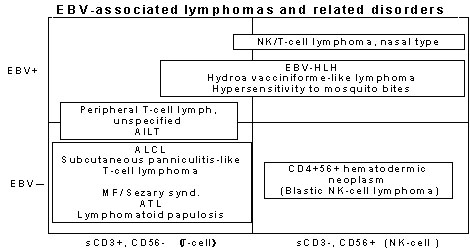 EBV-associated lymphomas and related disorders
NK/T-cell lymphoma, nasal type
EBV+
EBV-HLH
Hydroa vacciniforme-like lymphoma
Hypersensitivity to mosquito bites
Peripheral T-cell lymph,
unspecified
AILT
ALCL
Subcutaneous panniculitis-like
T-cell lymphoma
MF/Sezary synd.
ATL
Lymphomatoid papulosis
EBV—
CD4+56+ hematodermic
neoplasm
(Blastic NK-cell lymphoma)
sCD3+, CD56- (T-cell)
sCD3-, CD56+ (NK-cell )